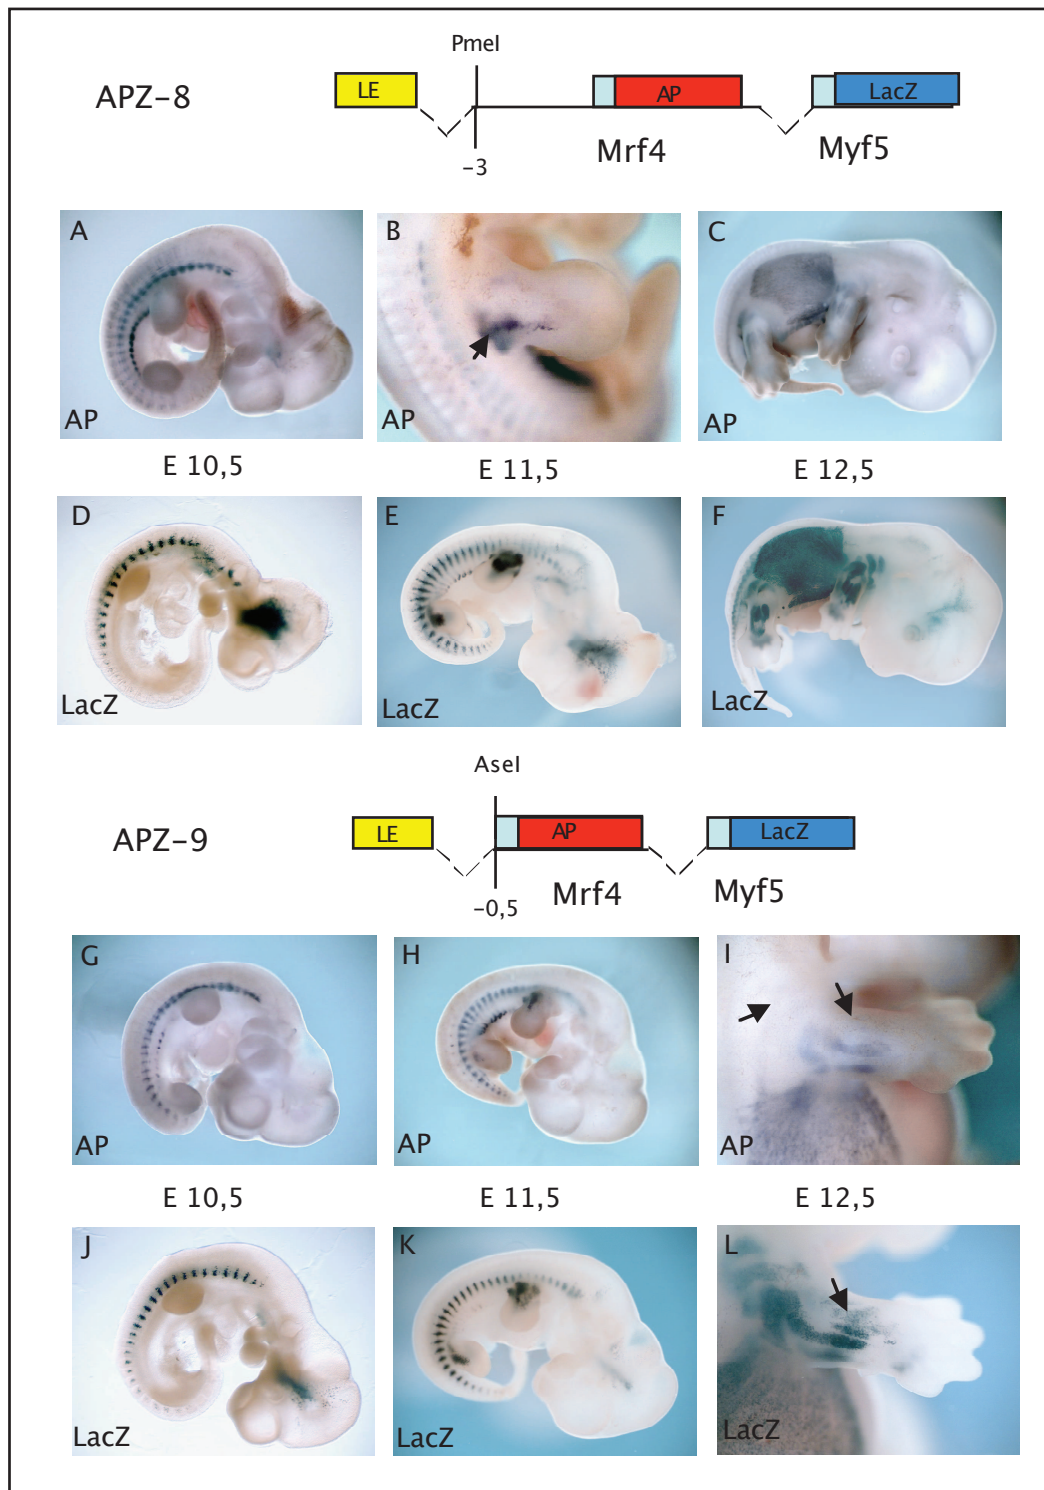 PmeI
APZ-8
LE
AP
LacZ
Mrf4
Myf5
-3
A
B
C
AP
AP
AP
E 10,5
E 11,5
E 12,5
D
E
F
LacZ
LacZ
LacZ
AseI
APZ-9
LE
AP
LacZ
Mrf4
Myf5
-0,5
G
H
I
AP
AP
AP
E 10,5
E 11,5
E 12,5
J
K
L
LacZ
LacZ
LacZ